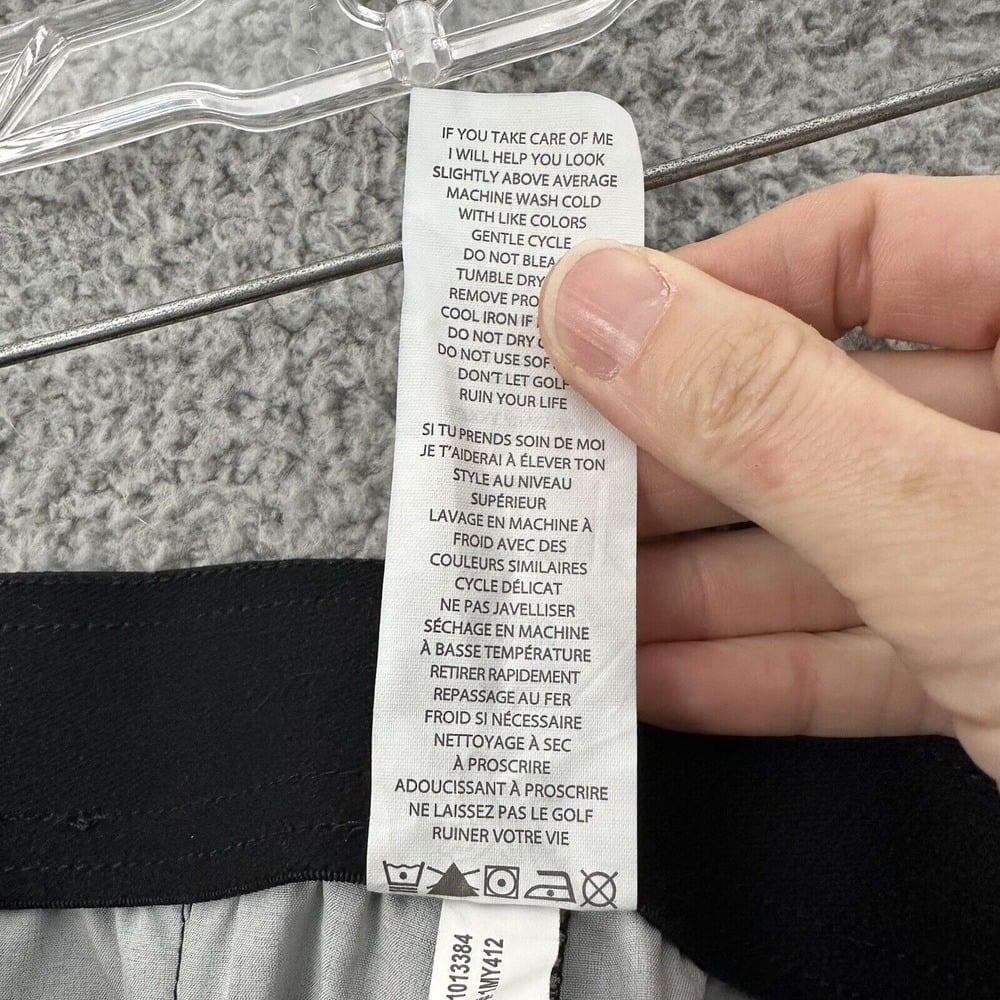 IF YOU TAKE CARE OF ME
I WILL HELP YOU LOOK
SLIGHTLY ABOVE AVERAGE
MACHINE WASH COLD
WITH LIKE COLORS
GENTLE CYCLE
DO NOT
TUMBLE DRY
REMOVE
COOL IRON IF
DO NOT DRY
DO NOT USE
DON'T LET GOLF
RUIN YOUR LIFE
SI TU PRENDS SOIN DE MOI
JE T'AIDERAI À ÉLEVER TON
STYLE AU NIVEAU
SUPÉRIEUR
LAVAGE EN MACHINE À
FROID AVEC DES
COULEURS SIMILAIRES
CYCLE DÉLICAT
NE PAS JAVELLISER
SÉCHAGE EN MACHINE
À BASSE TEMPÉRATURE
RETIRER RAPIDEMENT
REPASSAGE AU FER
FROID SI NÉCESSAIRE
NETTOYAGE À SEC
À PROSCRIRE
ADOUCISSANT À PROSCRIRE
NE LAISSEZ PAS LE GOLF
RUINER VOTRE VIE
1013384